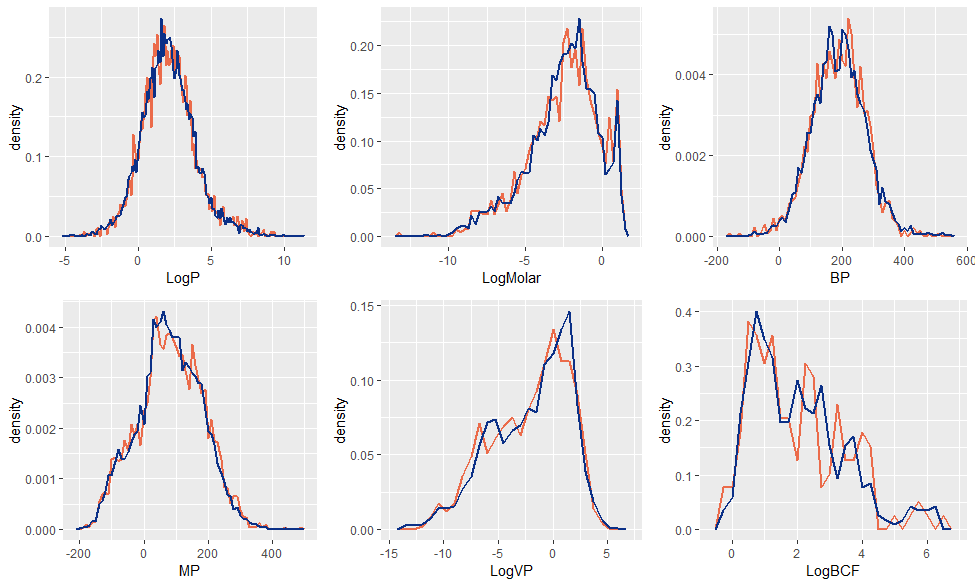 density
0.2
0.1
0.0
-5 0 5 10
LogP
density
0.20
0.15
0.10
0.05
0.00
-10 -5 0
LogMolar
density
0.004
0.002
0.000
-200 0 200 400 600
BP
density
0.004
0.003
0.002
0.001
0.000
-200 0 200 400
MP
density
0.15
0.10
0.05
0.00
-15 -10 -5 0 5
LogVP
density
0.4
0.3
0.2
0.1
0.0
0 2 4 6
LogBCF